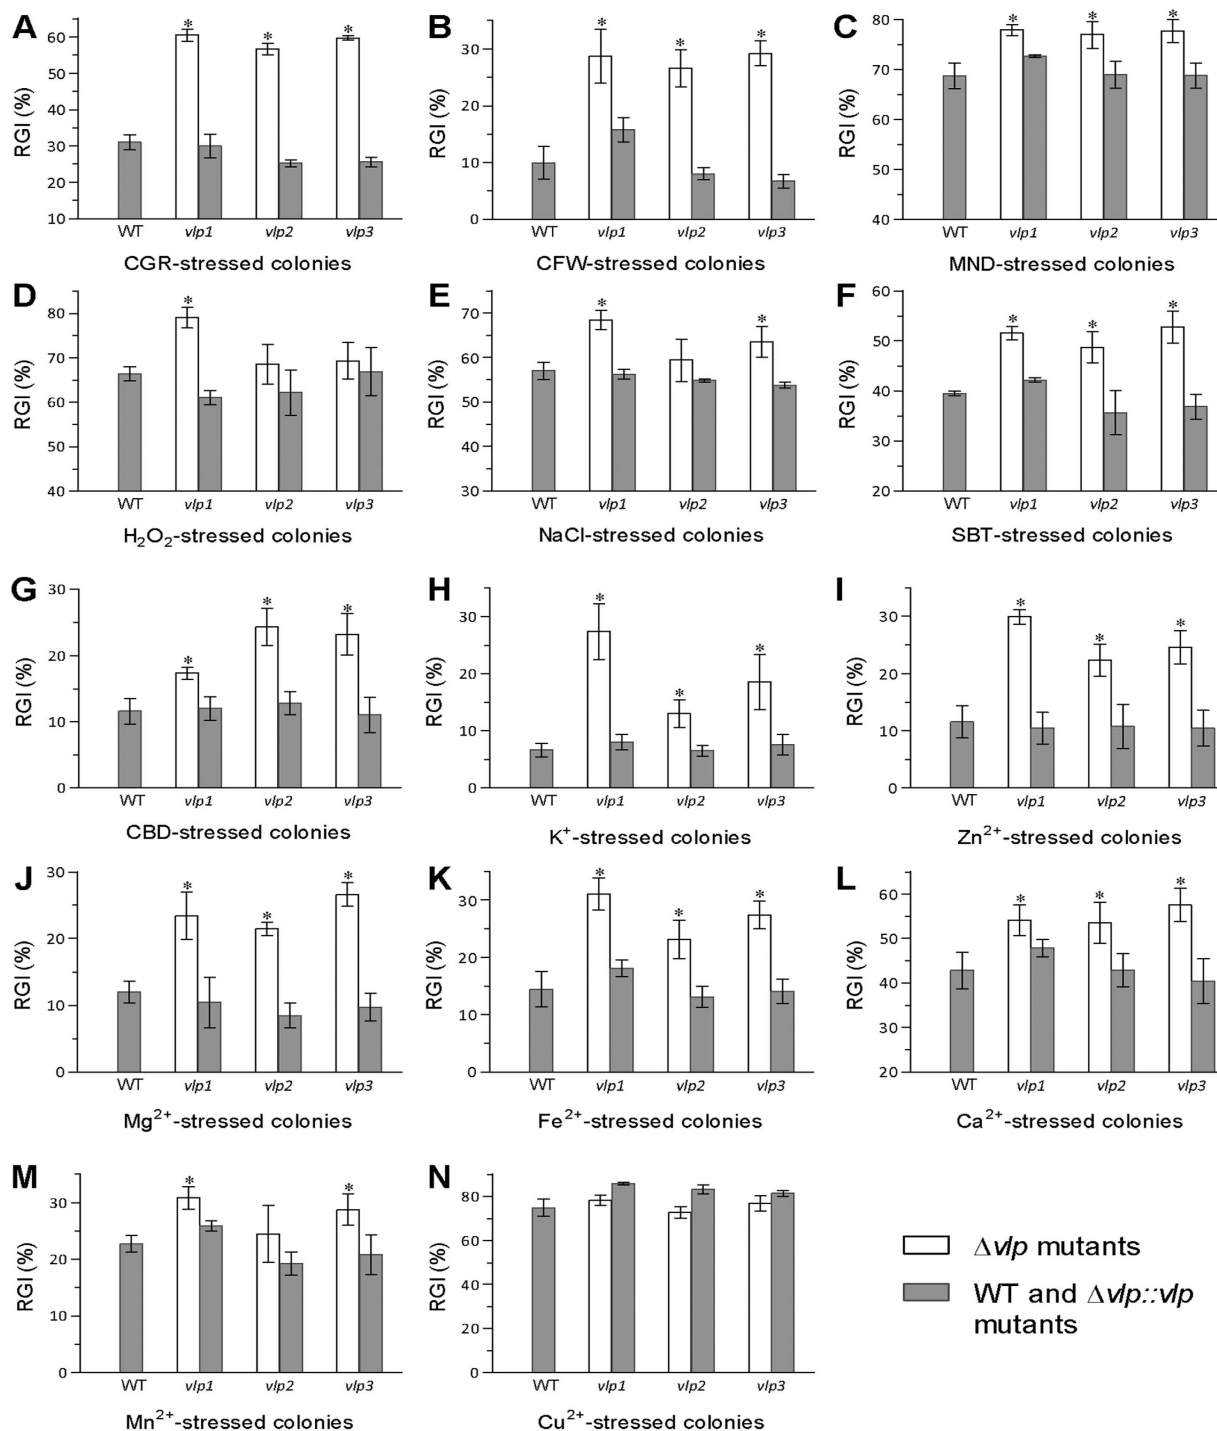 A
RGI (%)
60
50
40
30
20
10
*
*
*
WT
vlp1
vlp2
vlp3
CGR-stressed colonies
B
RGI (%)
30
20
10
0
*
*
*
WT
vlp1
vlp2
vlp3
CFW-stressed colonies
C
RGI (%)
80
70
60
50
40
*
*
*
WT
vlp1
vlp2
vlp3
MND-stressed colonies
D
RGI (%)
80
70
60
50
40
*
WT
vlp1
vlp2
vlp3
H₂O₂-stressed colonies
E
RGI (%)
70
60
50
40
30
*
*
WT
vlp1
vlp2
vlp3
NaCl-stressed colonies
F
RGI (%)
60
50
40
30
20
*
*
*
WT
vlp1
vlp2
vlp3
SBT-stressed colonies
G
RGI (%)
30
20
10
0
*
*
*
WT
vlp1
vlp2
vlp3
CBD-stressed colonies
H
RGI (%)
30
20
10
0
*
*
*
WT
vlp1
vlp2
vlp3
K⁺-stressed colonies
I
RGI (%)
30
20
10
0
*
*
*
WT
vlp1
vlp2
vlp3
Zn²⁺-stressed colonies
J
RGI (%)
30
20
10
0
*
*
*
WT
vlp1
vlp2
vlp3
Mg²⁺-stressed colonies
K
RGI (%)
30
20
10
0
*
*
*
WT
vlp1
vlp2
vlp3
Fe²⁺-stressed colonies
L
RGI (%)
60
50
40
30
20
*
*
*
WT
vlp1
vlp2
vlp3
Ca²⁺-stressed colonies
M
RGI (%)
30
20
10
0
*
*
WT
vlp1
vlp2
vlp3
Mn²⁺-stressed colonies
N
RGI (%)
80
60
40
20
0
WT
vlp1
vlp2
vlp3
Cu²⁺-stressed colonies
Δvlp mutants
WT and Δvlp::vlp
mutants